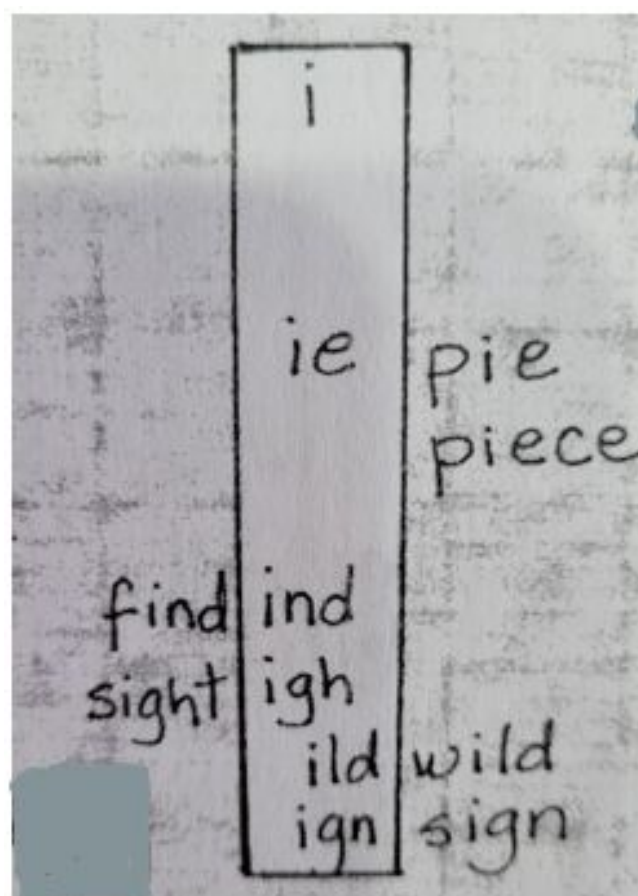 i
ie pie
piece
find ind
sight igh
ild wild
ign sign